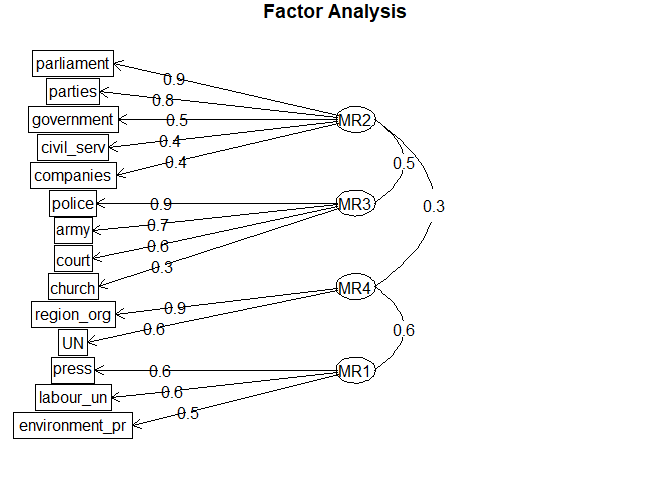 Factor Analysis
parliament
0.9
parties
0.8
government
0.5
MR2
civil_serv
0.4
companies
0.4
0.5
police
0.9
MR3
0.3
army
0.7
court
0.6
church
0.3
MR4
region_org
0.9
UN
0.6
0.6
press
0.6
MR1
labour_un
0.6
environment_pr
0.5